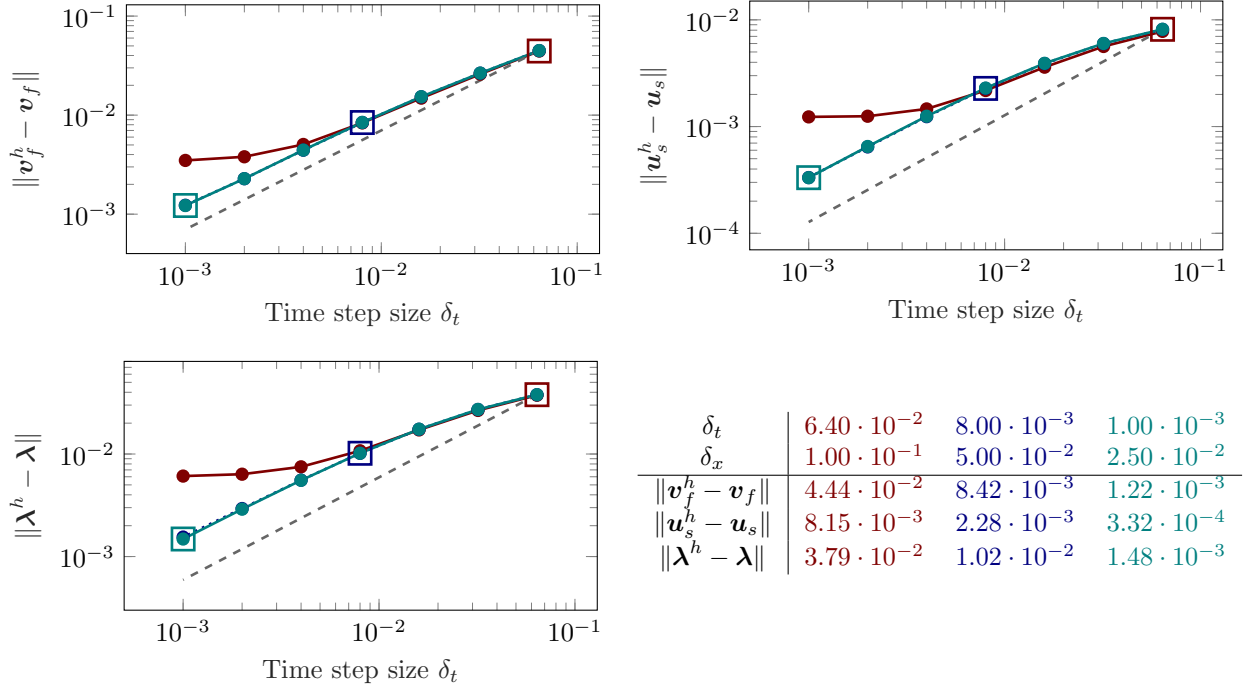 10⁻¹
10⁻²
10⁻³
‖v_f^h − v_f‖
10⁻³ 10⁻² 10⁻¹
Time step size δ_t
10⁻²
10⁻³
10⁻⁴
‖u_s^h − u_s‖
10⁻³ 10⁻² 10⁻¹
Time step size δ_t
10⁻²
10⁻³
‖λ^h − λ‖
10⁻³ 10⁻² 10⁻¹
Time step size δ_t
δ_t 6.40 · 10⁻² 8.00 · 10⁻³ 1.00 · 10⁻³
δ_x 1.00 · 10⁻¹ 5.00 · 10⁻² 2.50 · 10⁻²
‖v_f^h − v_f‖ 4.44 · 10⁻² 8.42 · 10⁻³ 1.22 · 10⁻³
‖u_s^h − u_s‖ 8.15 · 10⁻³ 2.28 · 10⁻³ 3.32 · 10⁻⁴
‖λ^h − λ‖ 3.79 · 10⁻² 1.02 · 10⁻² 1.48 · 10⁻³